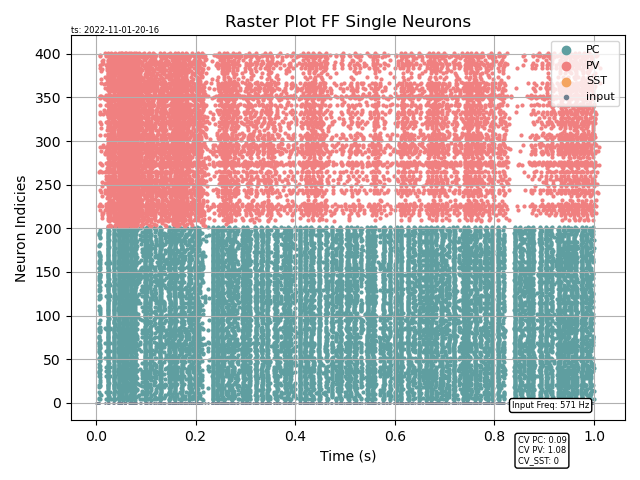 Raster Plot FF Single Neurons
ts: 2022-11-01-20-16
PC
PV
SST
input
Neuron Indicies
400
350
300
250
200
150
100
50
0
Input Freq: 571 Hz
0.0 0.2 0.4 0.6 0.8 1.0
Time (s)
CV PC: 0.09
CV PV: 1.08
CV_SST: 0